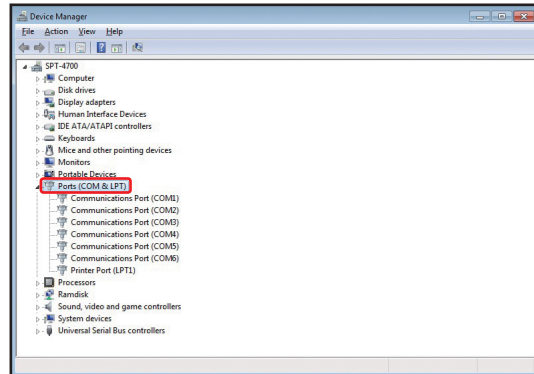 Device Manager
File Action View Help
SPT-4700
Computer
Disk drives
Display adapters
Human Interface Devices
IDE ATA/ATAPI controllers
Keyboards
Mice and other pointing devices
Monitors
Portable Devices
Ports (COM & LPT)
Communications Port (COM1)
Communications Port (COM2)
Communications Port (COM3)
Communications Port (COM4)
Communications Port (COM5)
Communications Port (COM6)
Printer Port (LPT1)
Processors
Ramdisk
Sound, video and game controllers
System devices
Universal Serial Bus controllers